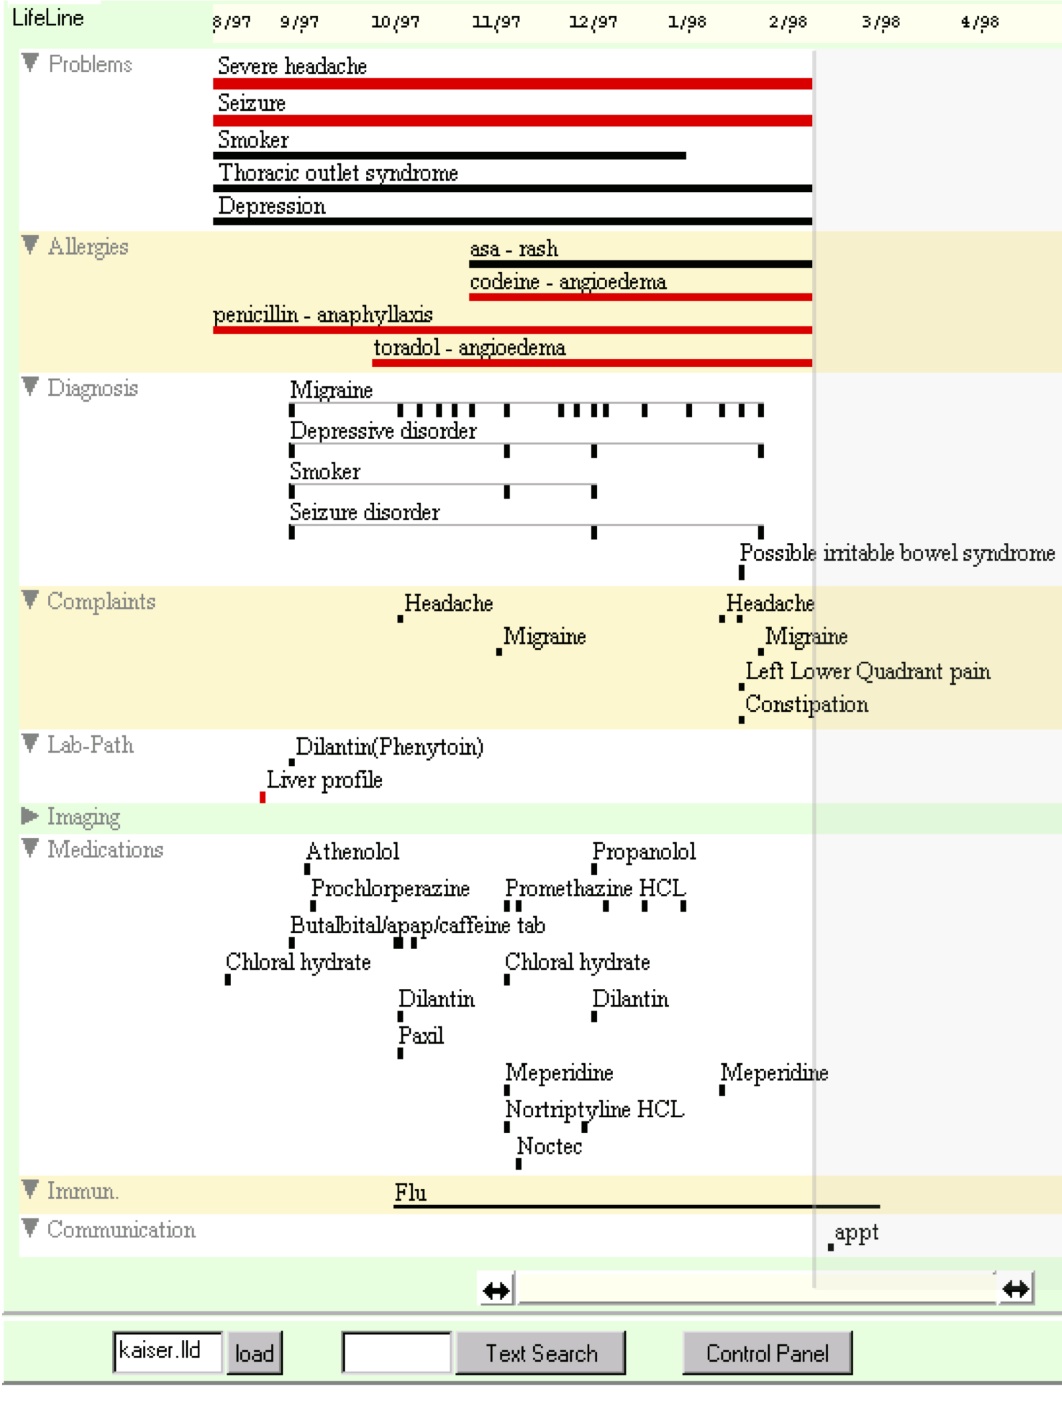 LifeLine 8/97 9/97 10/97 11/97 12/97 1/98 2/98 3/98 4/98
Problems
Severe headache
Seizure
Smoker
Thoracic outlet syndrome
Depression
Allergies
asa - rash
codeine - angioedema
penicillin - anaphyllaxis
toradol - angioedema
Diagnosis
Migraine
Depressive disorder
Smoker
Seizure disorder
Possible irritable bowel syndrome
Complaints
Headache Headache
Migraine Migraine
Left Lower Quadrant pain
Constipation
Lab-Path
Dilantin(Phenytoin)
Liver profile
Imaging
Medications
Athenolol Propanolol
Prochlorperazine Promethazine HCL
Butalbital/apap/caffeine tab
Chloral hydrate Chloral hydrate
Dilantin Dilantin
Paxil
Meperidine Meperidine
Nortriptyline HCL
Noctec
Immun.
Flu
Communication
appt
kaiser.lld load Text Search Control Panel